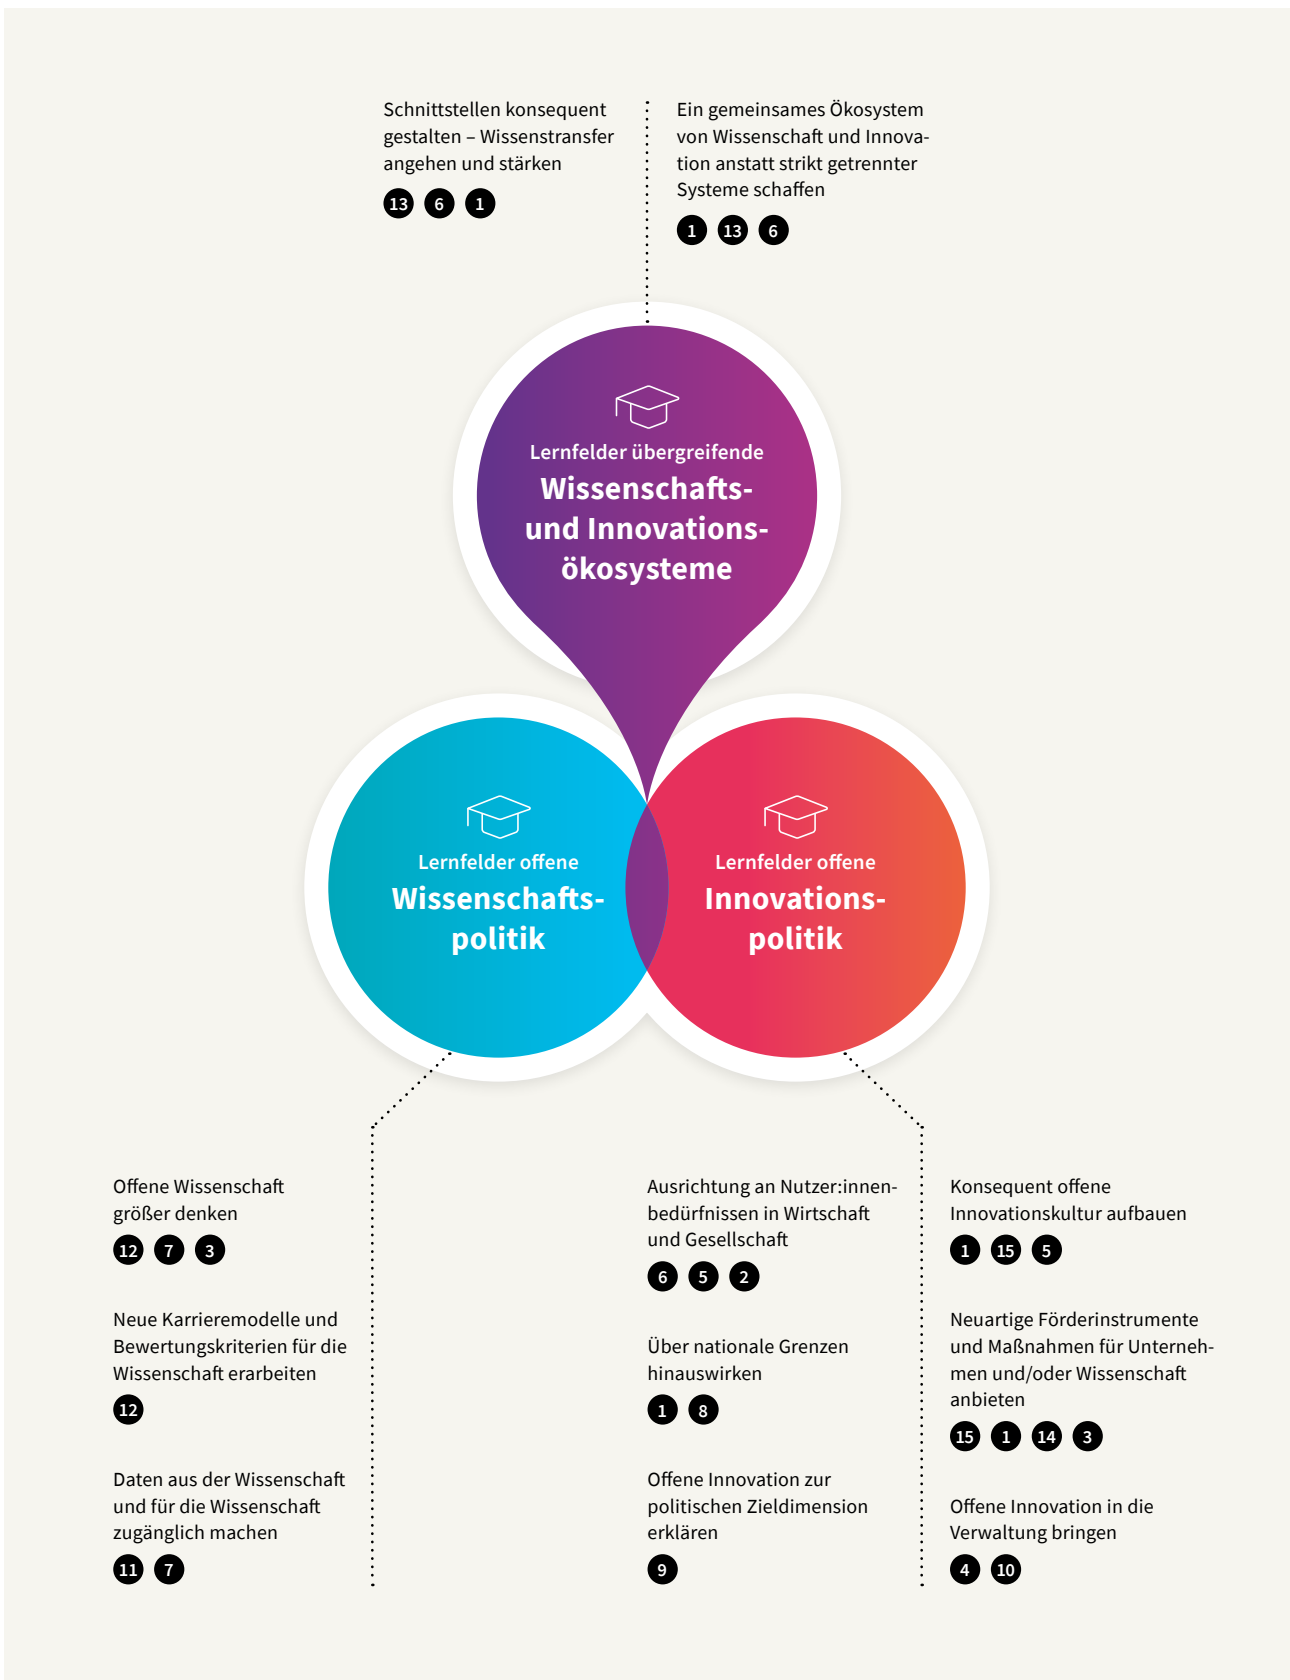 Schnittstellen konsequent
gestalten – Wissenstransfer
angehen und stärken
13 6 1
Ein gemeinsames Ökosystem
von Wissenschaft und Innova-
tion anstatt strikt getrennter
Systeme schaffen
1 13 6
Lernfelder übergreifende
Wissenschafts-
und Innovations-
ökosysteme
Lernfelder offene
Wissenschafts-
politik
Lernfelder offene
Innovations-
politik
Offene Wissenschaft
größer denken
12 7 3
Neue Karrieremodelle und
Bewertungskriterien für die
Wissenschaft erarbeiten
12
Daten aus der Wissenschaft
und für die Wissenschaft
zugänglich machen
11 7
Ausrichtung an Nutzer:innen-
bedürfnissen in Wirtschaft
und Gesellschaft
6 5 2
Über nationale Grenzen
hinauswirken
1 8
Offene Innovation zur
politischen Zieldimension
erklären
9
Konsequent offene
Innovationskultur aufbauen
1 15 5
Neuartige Förderinstrumente
und Maßnahmen für Unterneh-
men und/oder Wissenschaft
anbieten
15 1 14 3
Offene Innovation in die
Verwaltung bringen
4 10